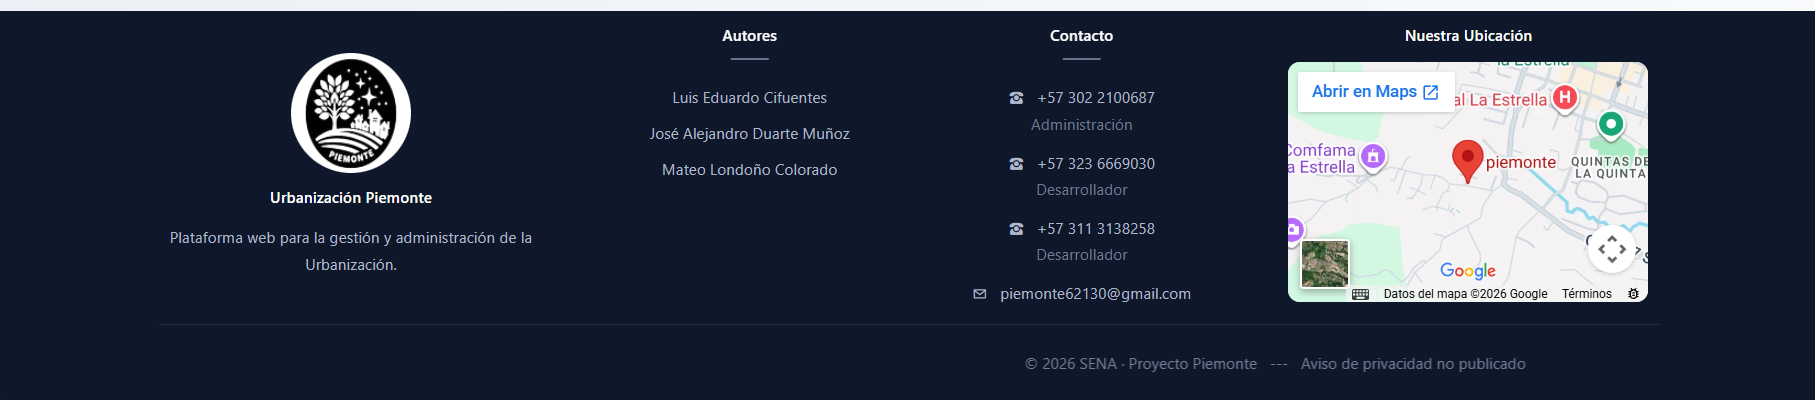 PIEMONTE
Urbanización Piemonte
Plataforma web para la gestión y administración de la
Urbanización.
Autores
Luis Eduardo Cifuentes
José Alejandro Duarte Muñoz
Mateo Londoño Colorado
Contacto
+57 302 2100687
Administración
+57 323 6669030
Desarrollador
+57 311 3138258
Desarrollador
piemonte62130@gmail.com
Nuestra Ubicación
la Estrella
Abrir en Maps
al La Estrella
H
Comfama
a Estrella
piemonte
QUINTAS DE
LA QUINTA
Google
Datos del mapa ©2026 Google
Términos
© 2026 SENA · Proyecto Piemonte --- Aviso de privacidad no publicado